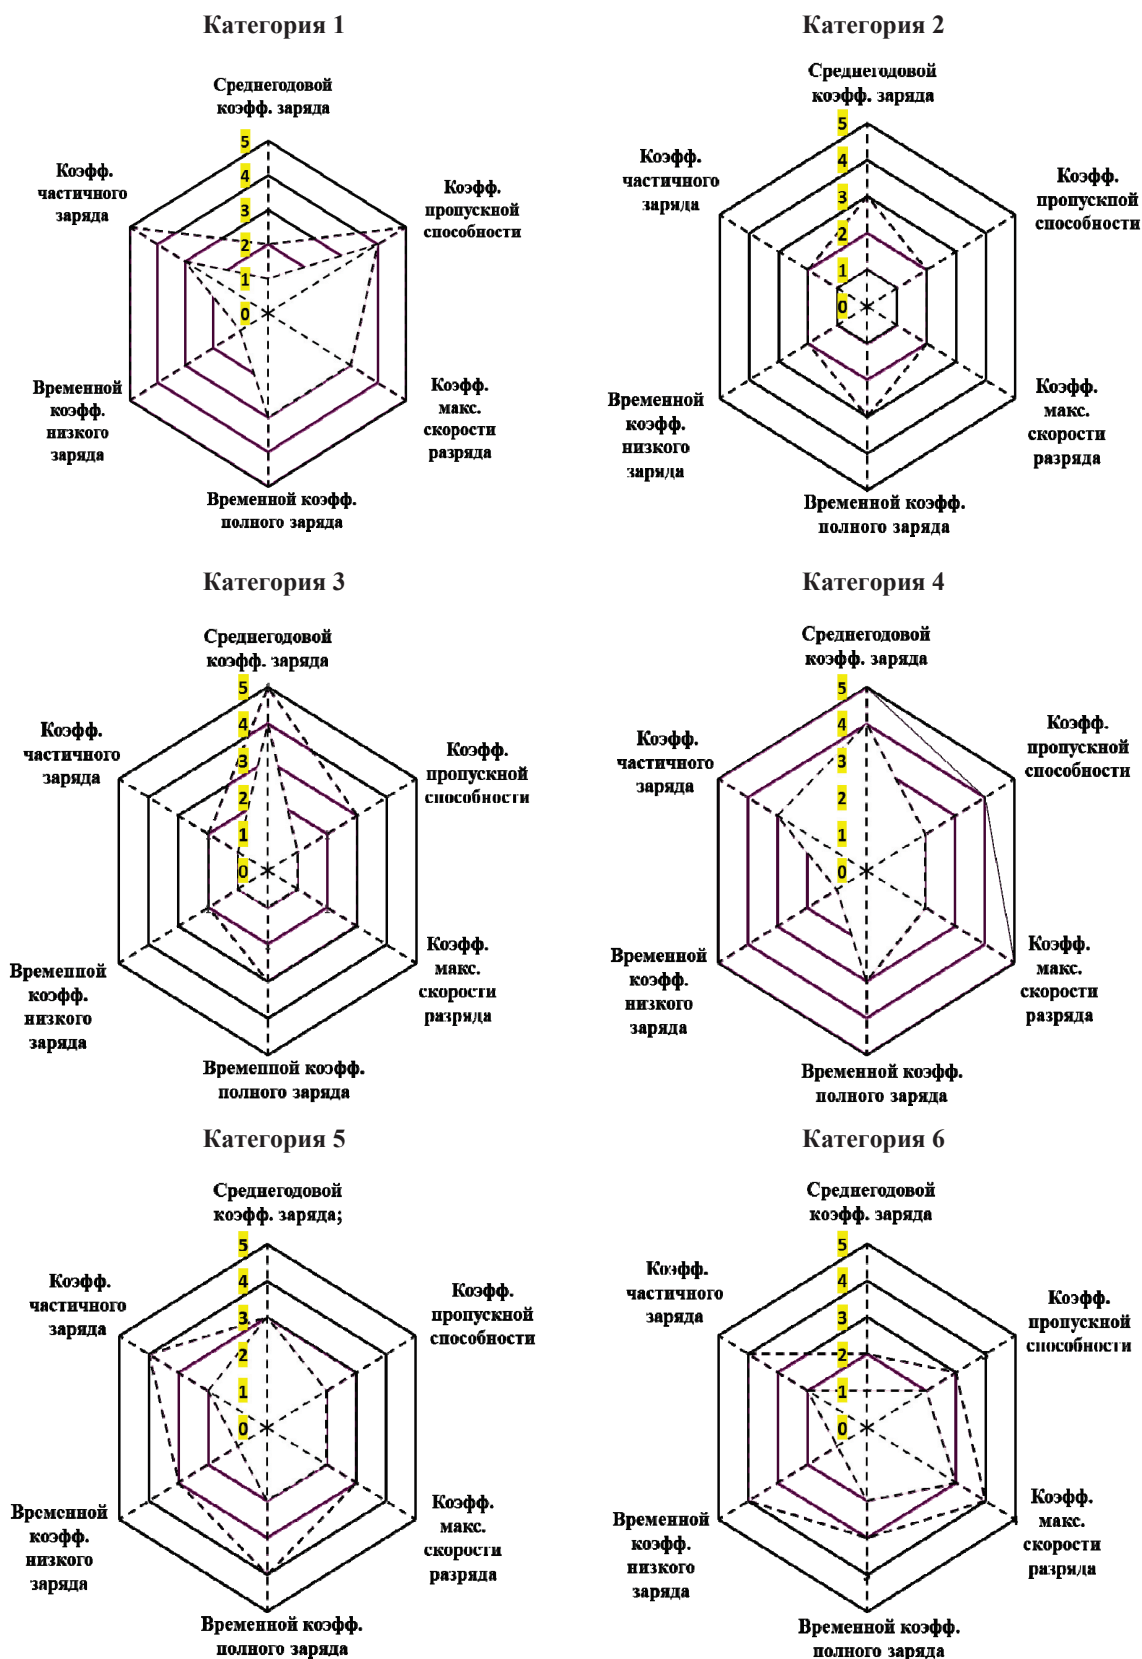 Категория 1
Среднегодовой
коэфф. заряда
5
4
3
2
1
0
Коэфф.
частичного
заряда
Коэфф.
пропускной
способности
Временной
коэфф.
низкого
заряда
Коэфф.
макс.
скорости
разряда
Временной коэфф.
полного заряда
Категория 2
Среднегодовой
коэфф. заряда
5
4
3
2
1
0
Коэфф.
частичного
заряда
Коэфф.
пропускной
способности
Временной
коэфф.
низкого
заряда
Коэфф.
макс.
скорости
разряда
Временной коэфф.
полного заряда
Категория 3
Среднегодовой
коэфф. заряда
5
4
3
2
1
0
Коэфф.
частичного
заряда
Коэфф.
пропускной
способности
Временной
коэфф.
низкого
заряда
Коэфф.
макс.
скорости
разряда
Временной коэфф.
полного заряда
Категория 4
Среднегодовой
коэфф. заряда
5
4
3
2
1
0
Коэфф.
частичного
заряда
Коэфф.
пропускной
способности
Временной
коэфф.
низкого
заряда
Коэфф.
макс.
скорости
разряда
Временной коэфф.
полного заряда
Категория 5
Среднегодовой
коэфф. заряда;
5
4
3
2
1
0
Коэфф.
частичного
заряда
Коэфф.
пропускной
способности
Временной
коэфф.
низкого
заряда
Коэфф.
макс.
скорости
разряда
Временной коэфф.
полного заряда
Категория 6
Среднегодовой
коэфф. заряда
5
4
3
2
1
0
Коэфф.
частичного
заряда
Коэфф.
пропускной
способности
Временной
коэфф.
низкого
заряда
Коэфф.
макс.
скорости
разряда
Временной коэфф.
полного заряда